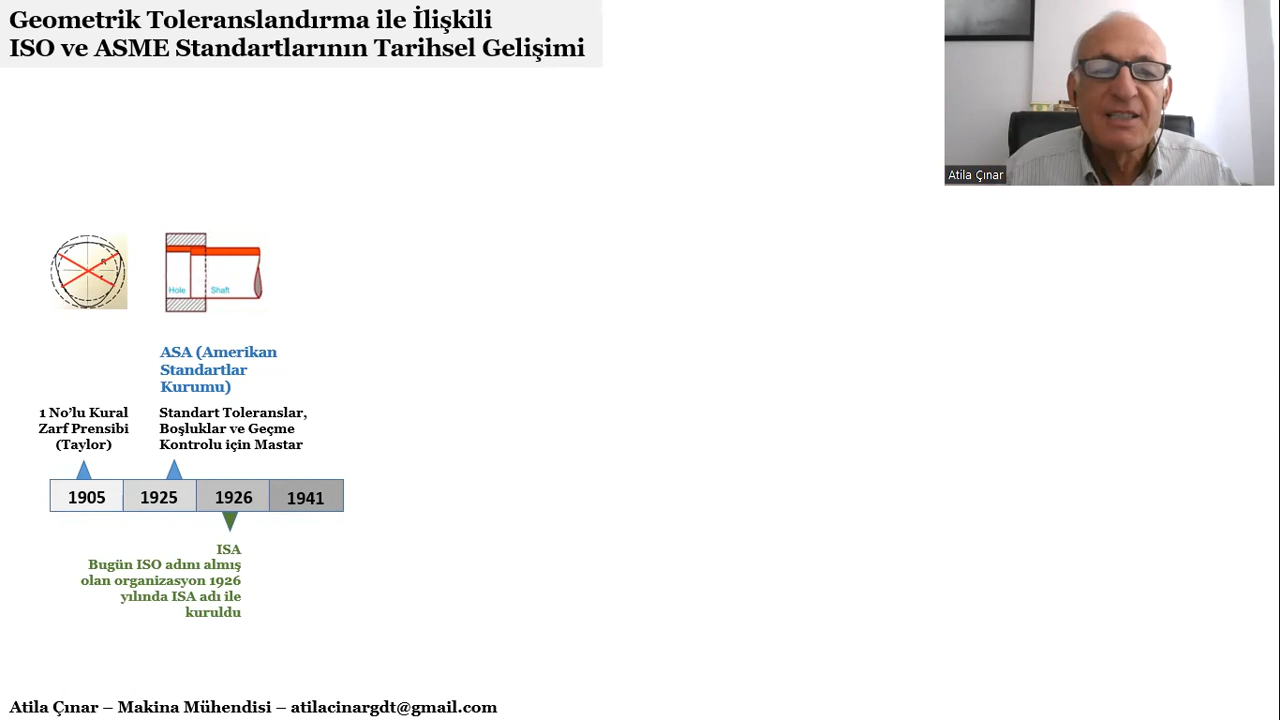 Geometrik Toleranslandırma ile İlişkili
ISO ve ASME Standartlarının Tarihsel Gelişimi
Atila Çınar
Hole
Shaft
ASA (Amerikan
Standartlar
Kurumu)
1 No'lu Kural
Zarf Prensibi
(Taylor)
Standart Toleranslar,
Boşluklar ve Geçme
Kontrolu için Mastar
1905
1925
1926
1941
ISA
Bugün ISO adını almış
olan organizasyon 1926
yılında ISA adı ile
kuruldu
Atila Çınar – Makina Mühendisi – atilacinargdt@gmail.com